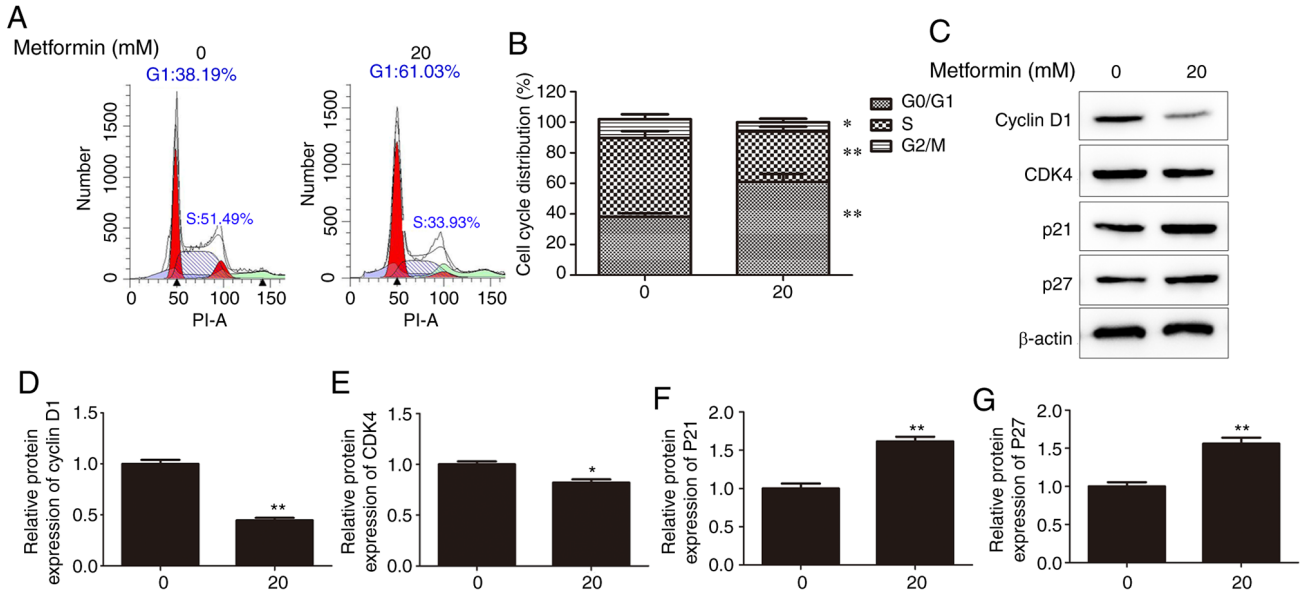 A
Metformin (mM) 0 20
G1:38.19%
G1:61.03%
Number
1500
1000
500
0
S:51.49%
0 50 100 150
PI-A
Number
1500
1000
500
0
S:33.93%
0 50 100 150
PI-A
B
Cell cycle distribution (%)
120
100
80
60
40
20
0
0 20
G0/G1
S
G2/M
*
**
**
C
Metformin (mM) 0 20
Cyclin D1
CDK4
p21
p27
β-actin
D
Relative protein
expression of cyclin D1
1.5
1.0
0.5
0.0
**
0 20
E
Relative protein
expression of CDK4
1.5
1.0
0.5
0.0
*
0 20
F
Relative protein
expression of P21
2.0
1.5
1.0
0.5
0.0
**
0 20
G
Relative protein
expression of P27
2.0
1.5
1.0
0.5
0.0
**
0 20